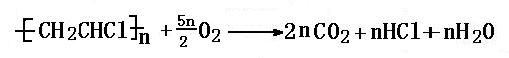 -[CH₂CHCl]-n + 5n/2 O₂ ⟶ 2nCO₂+nHCl+nH₂O